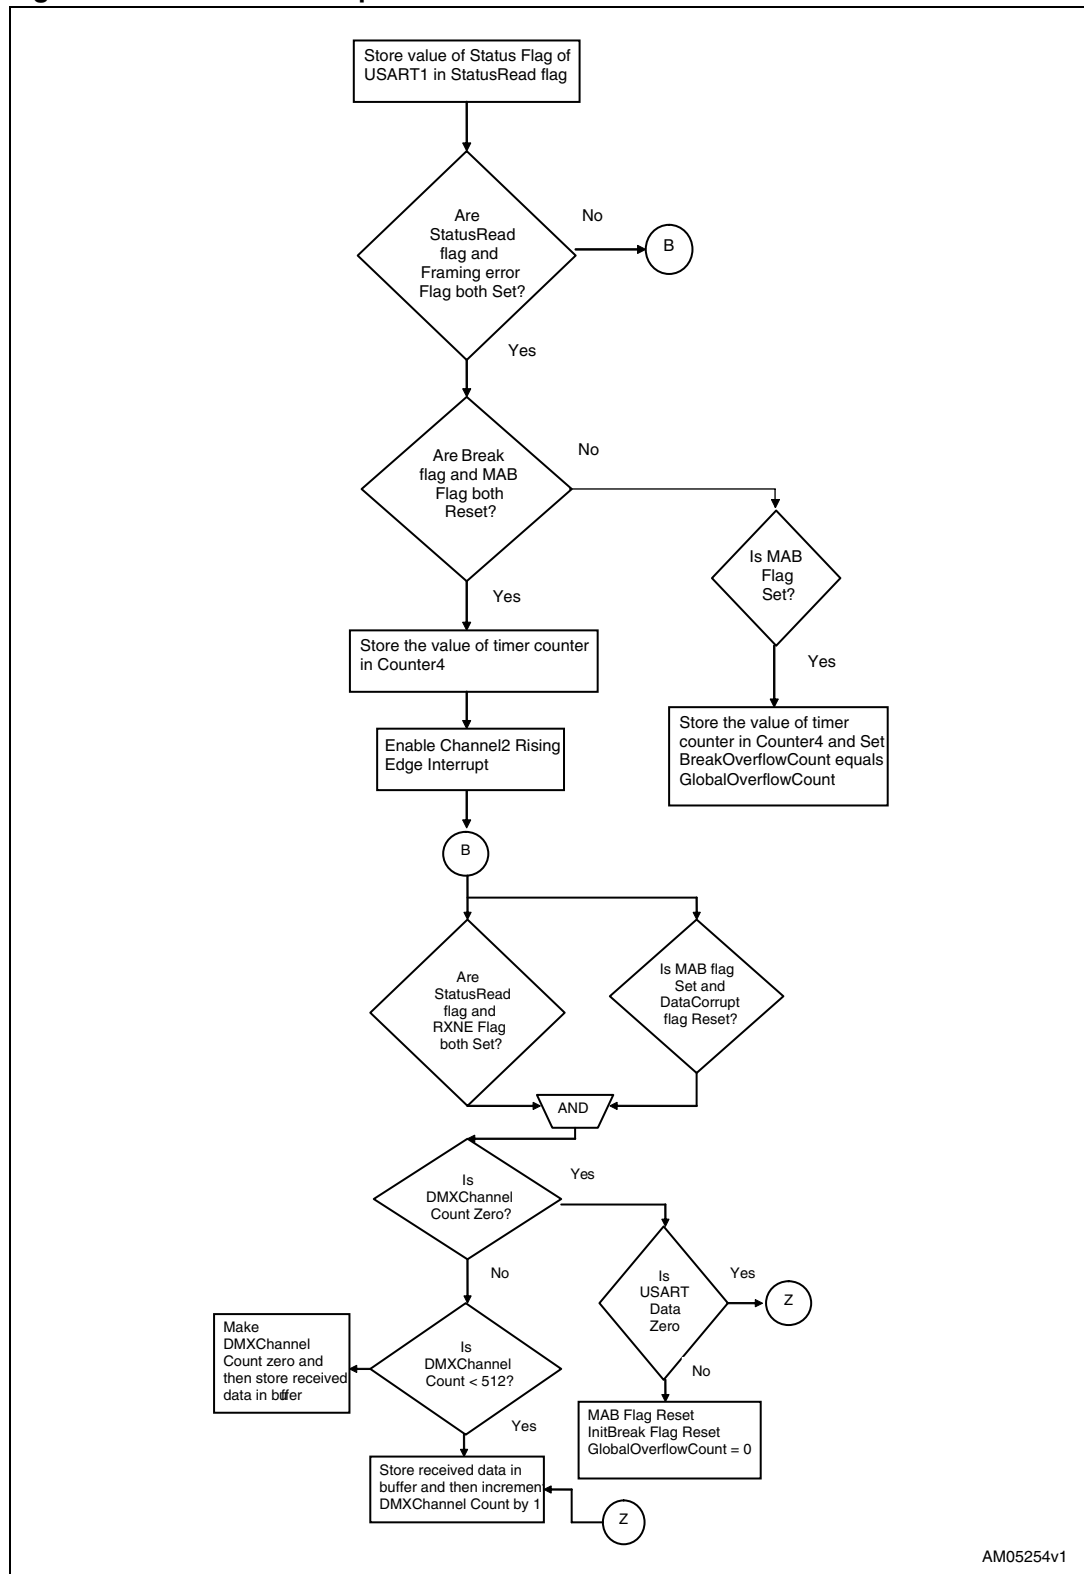 Store value of Status Flag of
USART1 in StatusRead flag
Are
StatusRead
flag and
Framing error
Flag both Set?
No
B
Yes
Are Break
flag and MAB
Flag both
Reset?
No
Is MAB
Flag
Set?
Yes
Yes
Store the value of timer counter
in Counter4
Store the value of timer
counter in Counter4 and Set
BreakOverflowCount equals
GlobalOverflowCount
Enable Channel2 Rising
Edge Interrupt
B
Are
StatusRead
flag and
RXNE Flag
both Set?
Is MAB flag
Set and
DataCorrupt
flag Reset?
AND
Is
DMXChannel
Count Zero?
Yes
No
Is
USART
Data
Zero
Yes
Z
No
Make
DMXChannel
Count zero and
then store received
data in buffer
Is
DMXChannel
Count < 512?
Yes
MAB Flag Reset
InitBreak Flag Reset
GlobalOverflowCount = 0
Store received data in
buffer and then increment
DMXChannel Count by 1
Z
AM05254v1